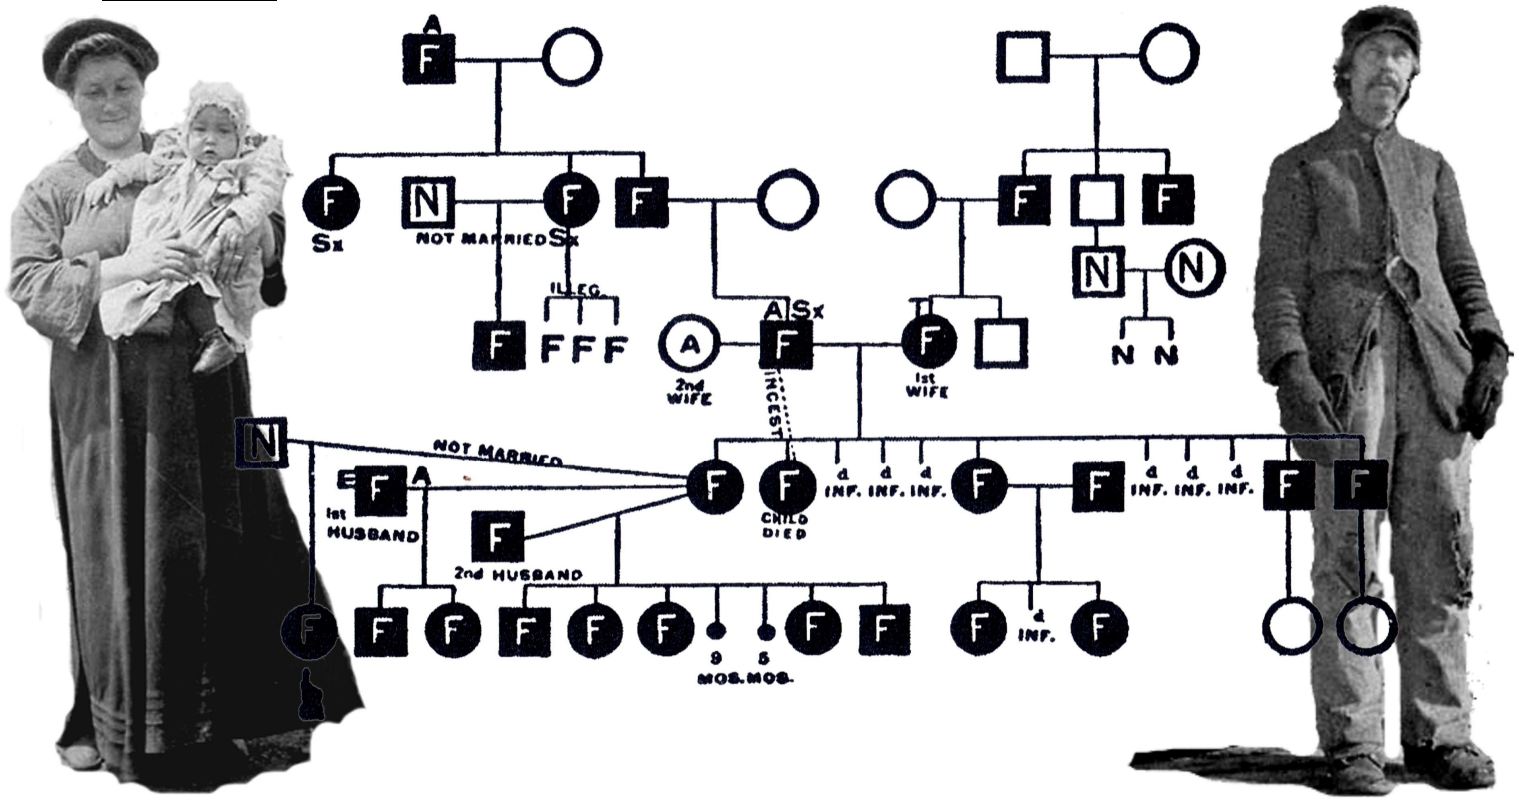 A
F
F N F F F F
Sx NOT MARRIED Sx
N N
ILLEG.
A Sx
F F F F A F F N N
2nd WIFE
1st WIFE
INCEST
N NOT MARRIED
E F A F F d d d F F d d d F F
INF. INF. INF. INF. INF. INF.
1st HUSBAND
F
CHILD DIED
2nd HUSBAND
F F F F F F F F F F d F
INF.
9 5
MOS. MOS.